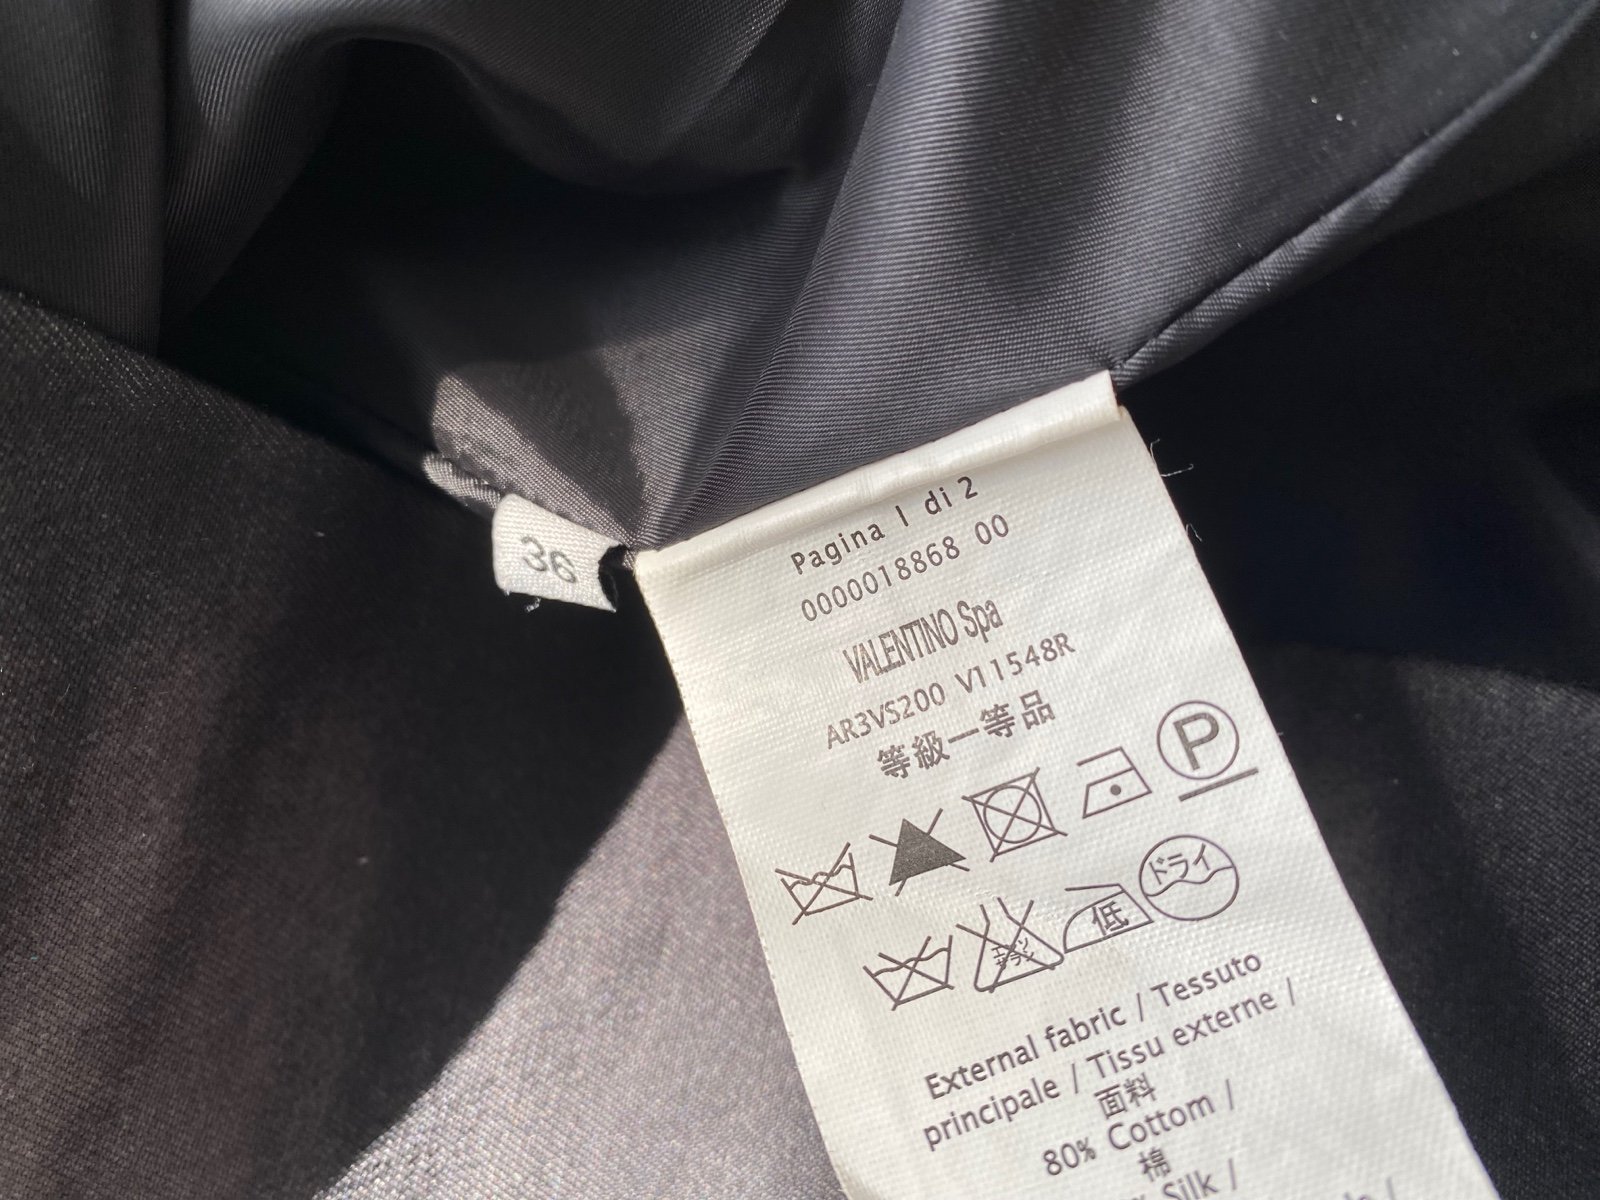 36
Pagina 1 di 2
0000018868 00
VALENTINO Spa
AR3VS200 V11548R
等級一等品
P
ドライ
低
External fabric / Tessuto
principale / Tissu externe /
面料
80% Cottom /
棉
Silk /